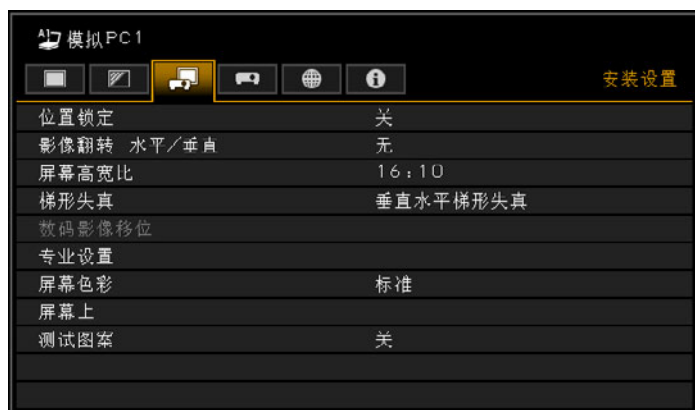 模拟PC1
安装设置
位置锁定 关
影像翻转 水平/垂直 无
屏幕高宽比 16:10
梯形失真 垂直水平梯形失真
数码影像移位
专业设置
屏幕色彩 标准
屏幕上
测试图案 关